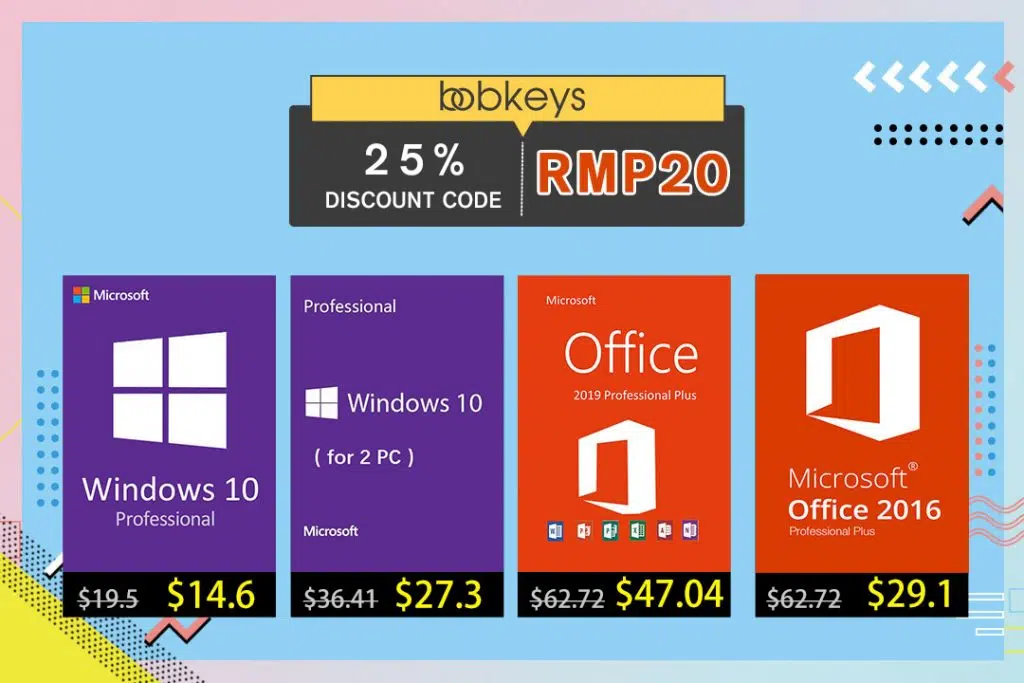 bobkeys
25%
DISCOUNT CODE
RMP20
Microsoft
Windows 10
Professional
$19.5 $14.6
Professional
Windows 10
( for 2 PC )
Microsoft
$36.41 $27.3
Microsoft
Office
2019 Professional Plus
$62.72 $47.04
Microsoft®
Office 2016
Professional Plus
$62.72 $29.1